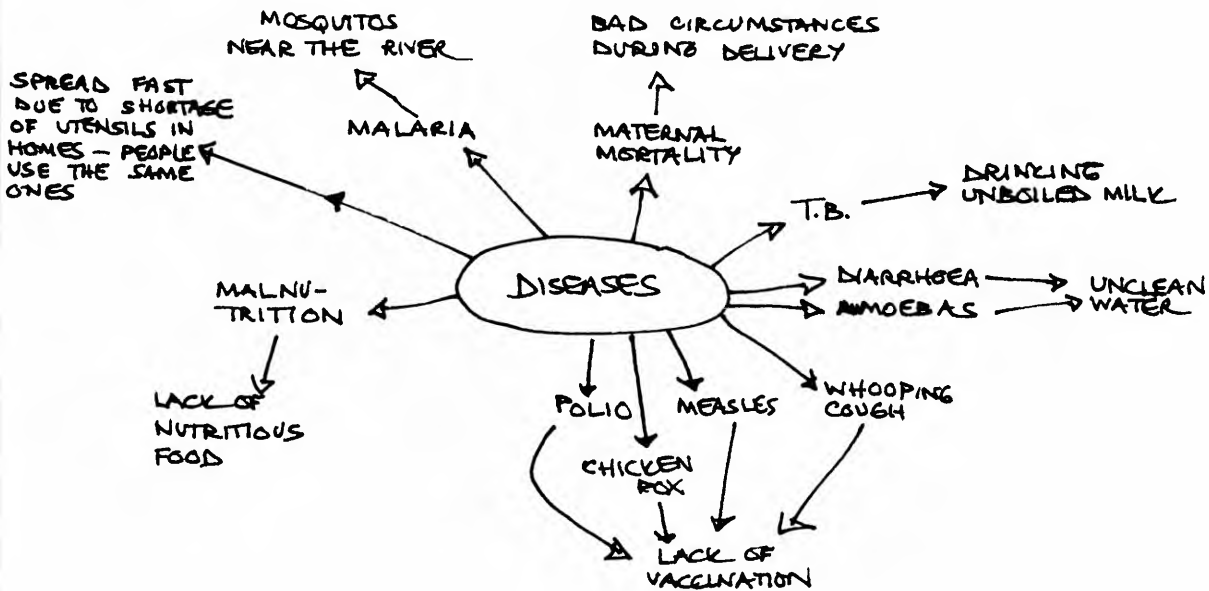 MOSQUITOS
NEAR THE RIVER
BAD CIRCUMSTANCES
DURING DELIVERY
SPREAD FAST
DUE TO SHORTAGE
OF UTENSILS IN
HOMES – PEOPLE
USE THE SAME
ONES
MALARIA
MATERNAL
MORTALITY
T.B.
DRINKING
UNBOILED MILK
DISEASES
DIARRHOEA
AMOEBAS
UNCLEAN
WATER
MALNU-
TRITION
LACK OF
NUTRITIOUS
FOOD
POLIO
CHICKEN
POX
MEASLES
WHOOPING
COUGH
LACK OF
VACCINATION